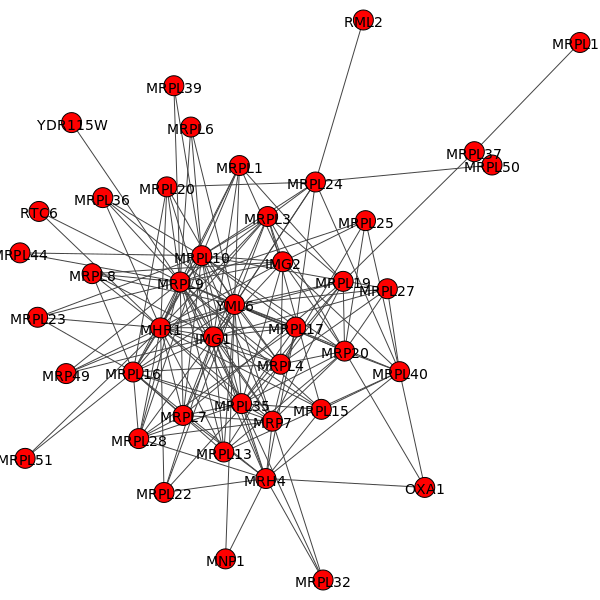 RML2
MRPL1
MRPL39
YDR115W
MRPL6
MRPL37
MRPL50
MRPL1
MRPL24
MRPL20
MRPL36
RTC6
MRPL3
MRPL25
MRPL44
MRPL10
IMG2
MRPL8
MRPL9
MRPL19
MRPL27
YML6
MRPL23
MHR1
MRPL17
IMG1
MRP20
MRPL4
MRP49
MRPL16
MRPL40
MRPL35
MRPL15
MRPL7
MRP7
MRPL28
MRPL13
MRPL51
MRH4
OXA1
MRPL22
MNP1
MRPL32